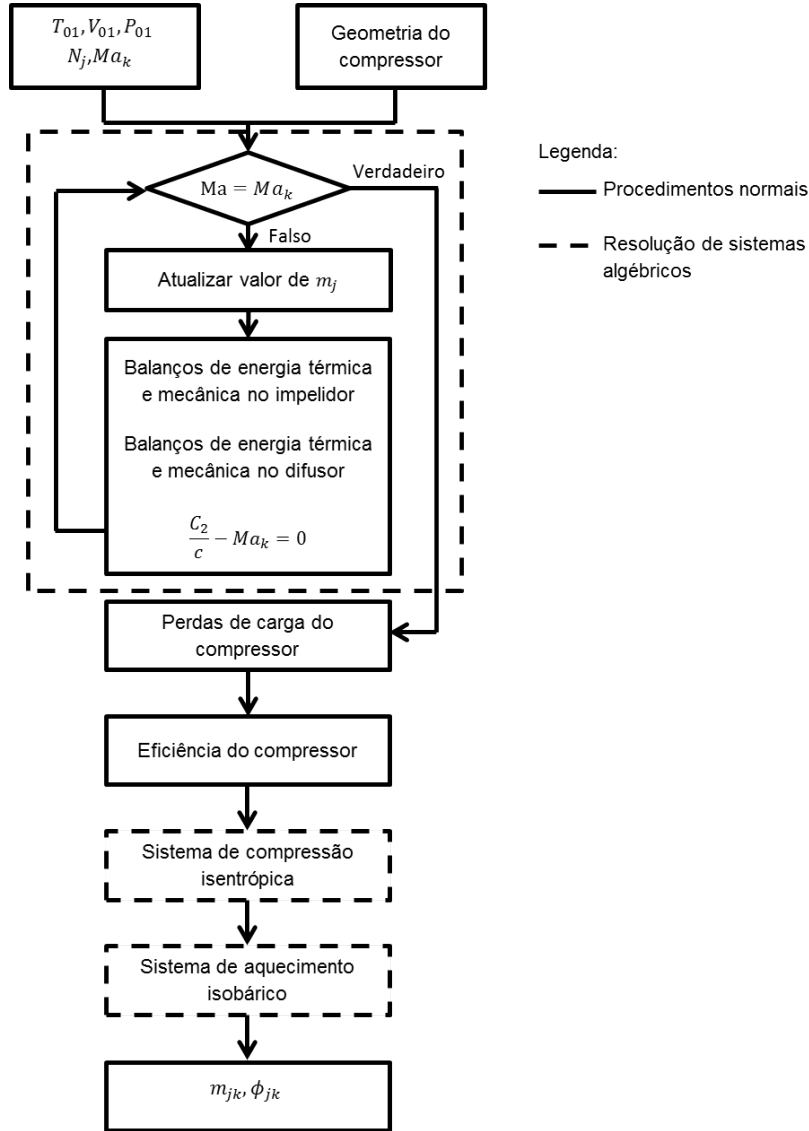 T₀₁,V₀₁,P₀₁
Nⱼ,Maₖ
Geometria do
compressor
Ma = Maₖ
Verdadeiro
Falso
Atualizar valor de mⱼ
Balanços de energia térmica
e mecânica no impelidor
Balanços de energia térmica
e mecânica no difusor
C₂/c − Maₖ = 0
Perdas de carga do
compressor
Eficiência do compressor
Sistema de compressão
isentrópica
Sistema de aquecimento
isobárico
mⱼₖ, ϕⱼₖ
Legenda:
Procedimentos normais
Resolução de sistemas
algébricos